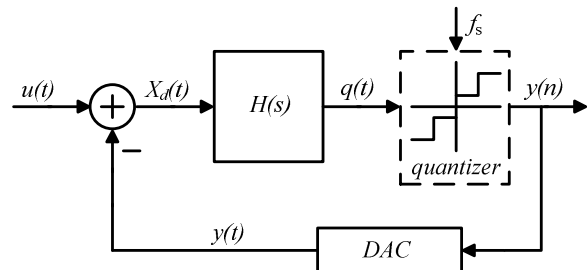 f_s
u(t)
X_d(t)
H(s)
q(t)
y(n)
+
−
quantizer
y(t)
DAC